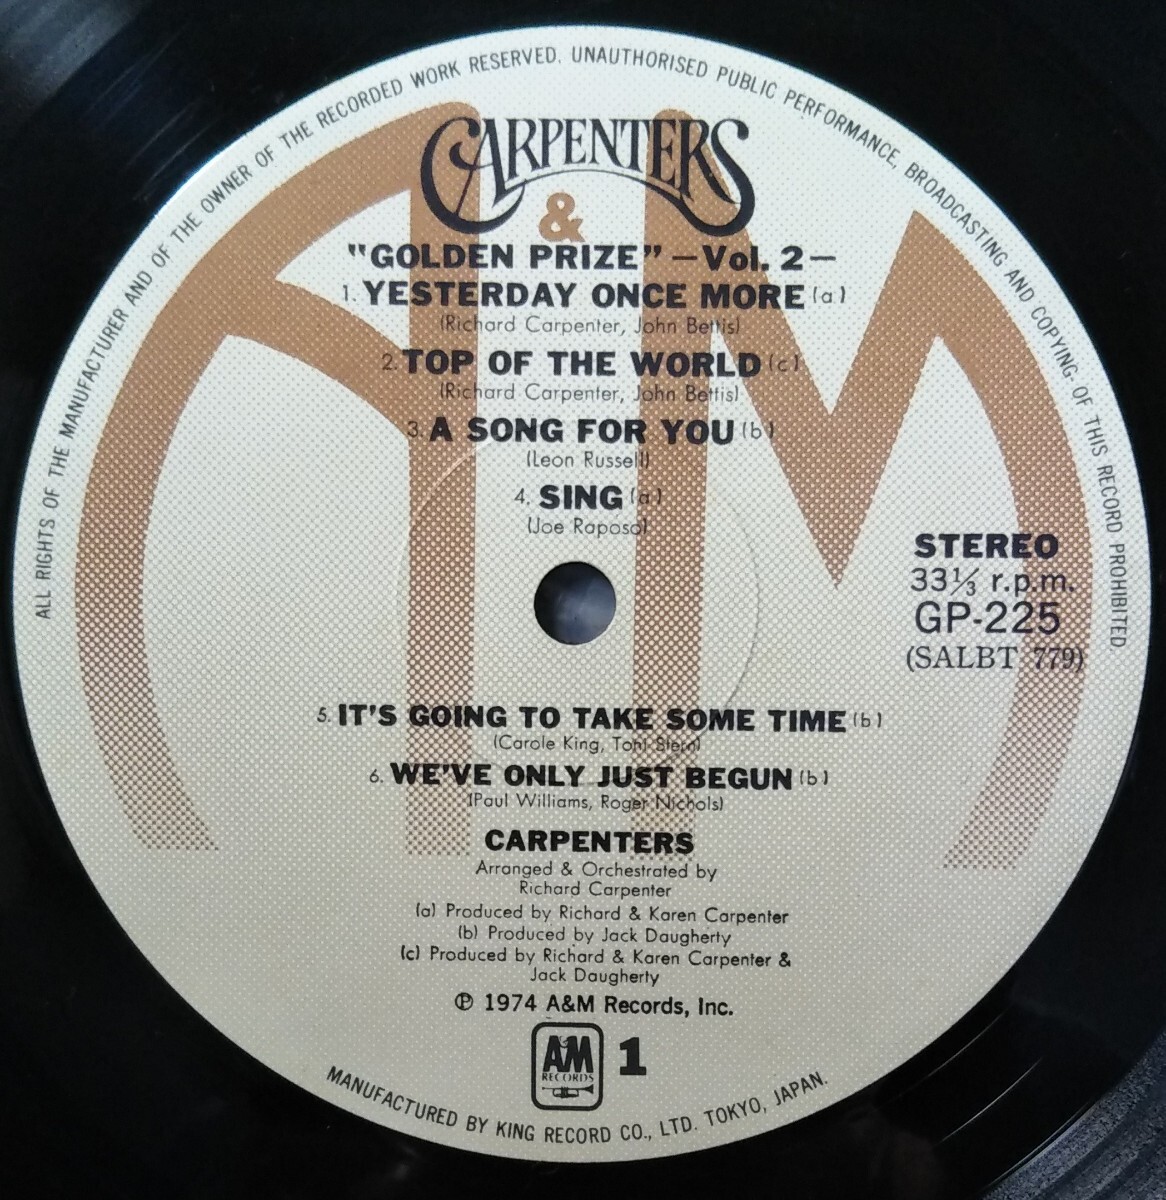 ALL RIGHTS OF THE MANUFACTURER AND OF THE OWNER OF THE RECORDED WORK RESERVED. UNAUTHORISED PUBLIC PERFORMANCE, BROADCASTING AND COPYING· OF THIS RECORD PROHIBITED
CARPENTERS
&
"GOLDEN PRIZE" —Vol. 2—
1. YESTERDAY ONCE MORE (a)
(Richard Carpenter, John Bettis)
2. TOP OF THE WORLD (c)
(Richard Carpenter, John Bettis)
3. A SONG FOR YOU (b)
(Leon Russell)
4. SING (a)
(Joe Raposo)
STEREO
33⅓ r.p.m.
GP-225
(SALBT 779)
5. IT'S GOING TO TAKE SOME TIME (b)
(Carole King, Toni Stern)
6. WE'VE ONLY JUST BEGUN (b)
(Paul Williams, Roger Nichols)
CARPENTERS
Arranged & Orchestrated by
Richard Carpenter
(a) Produced by Richard & Karen Carpenter
(b) Produced by Jack Daugherty
(c) Produced by Richard & Karen Carpenter &
Jack Daugherty
℗ 1974 A&M Records, Inc.
A&M
RECORDS
1
MANUFACTURED BY KING RECORD CO., LTD. TOKYO, JAPAN.